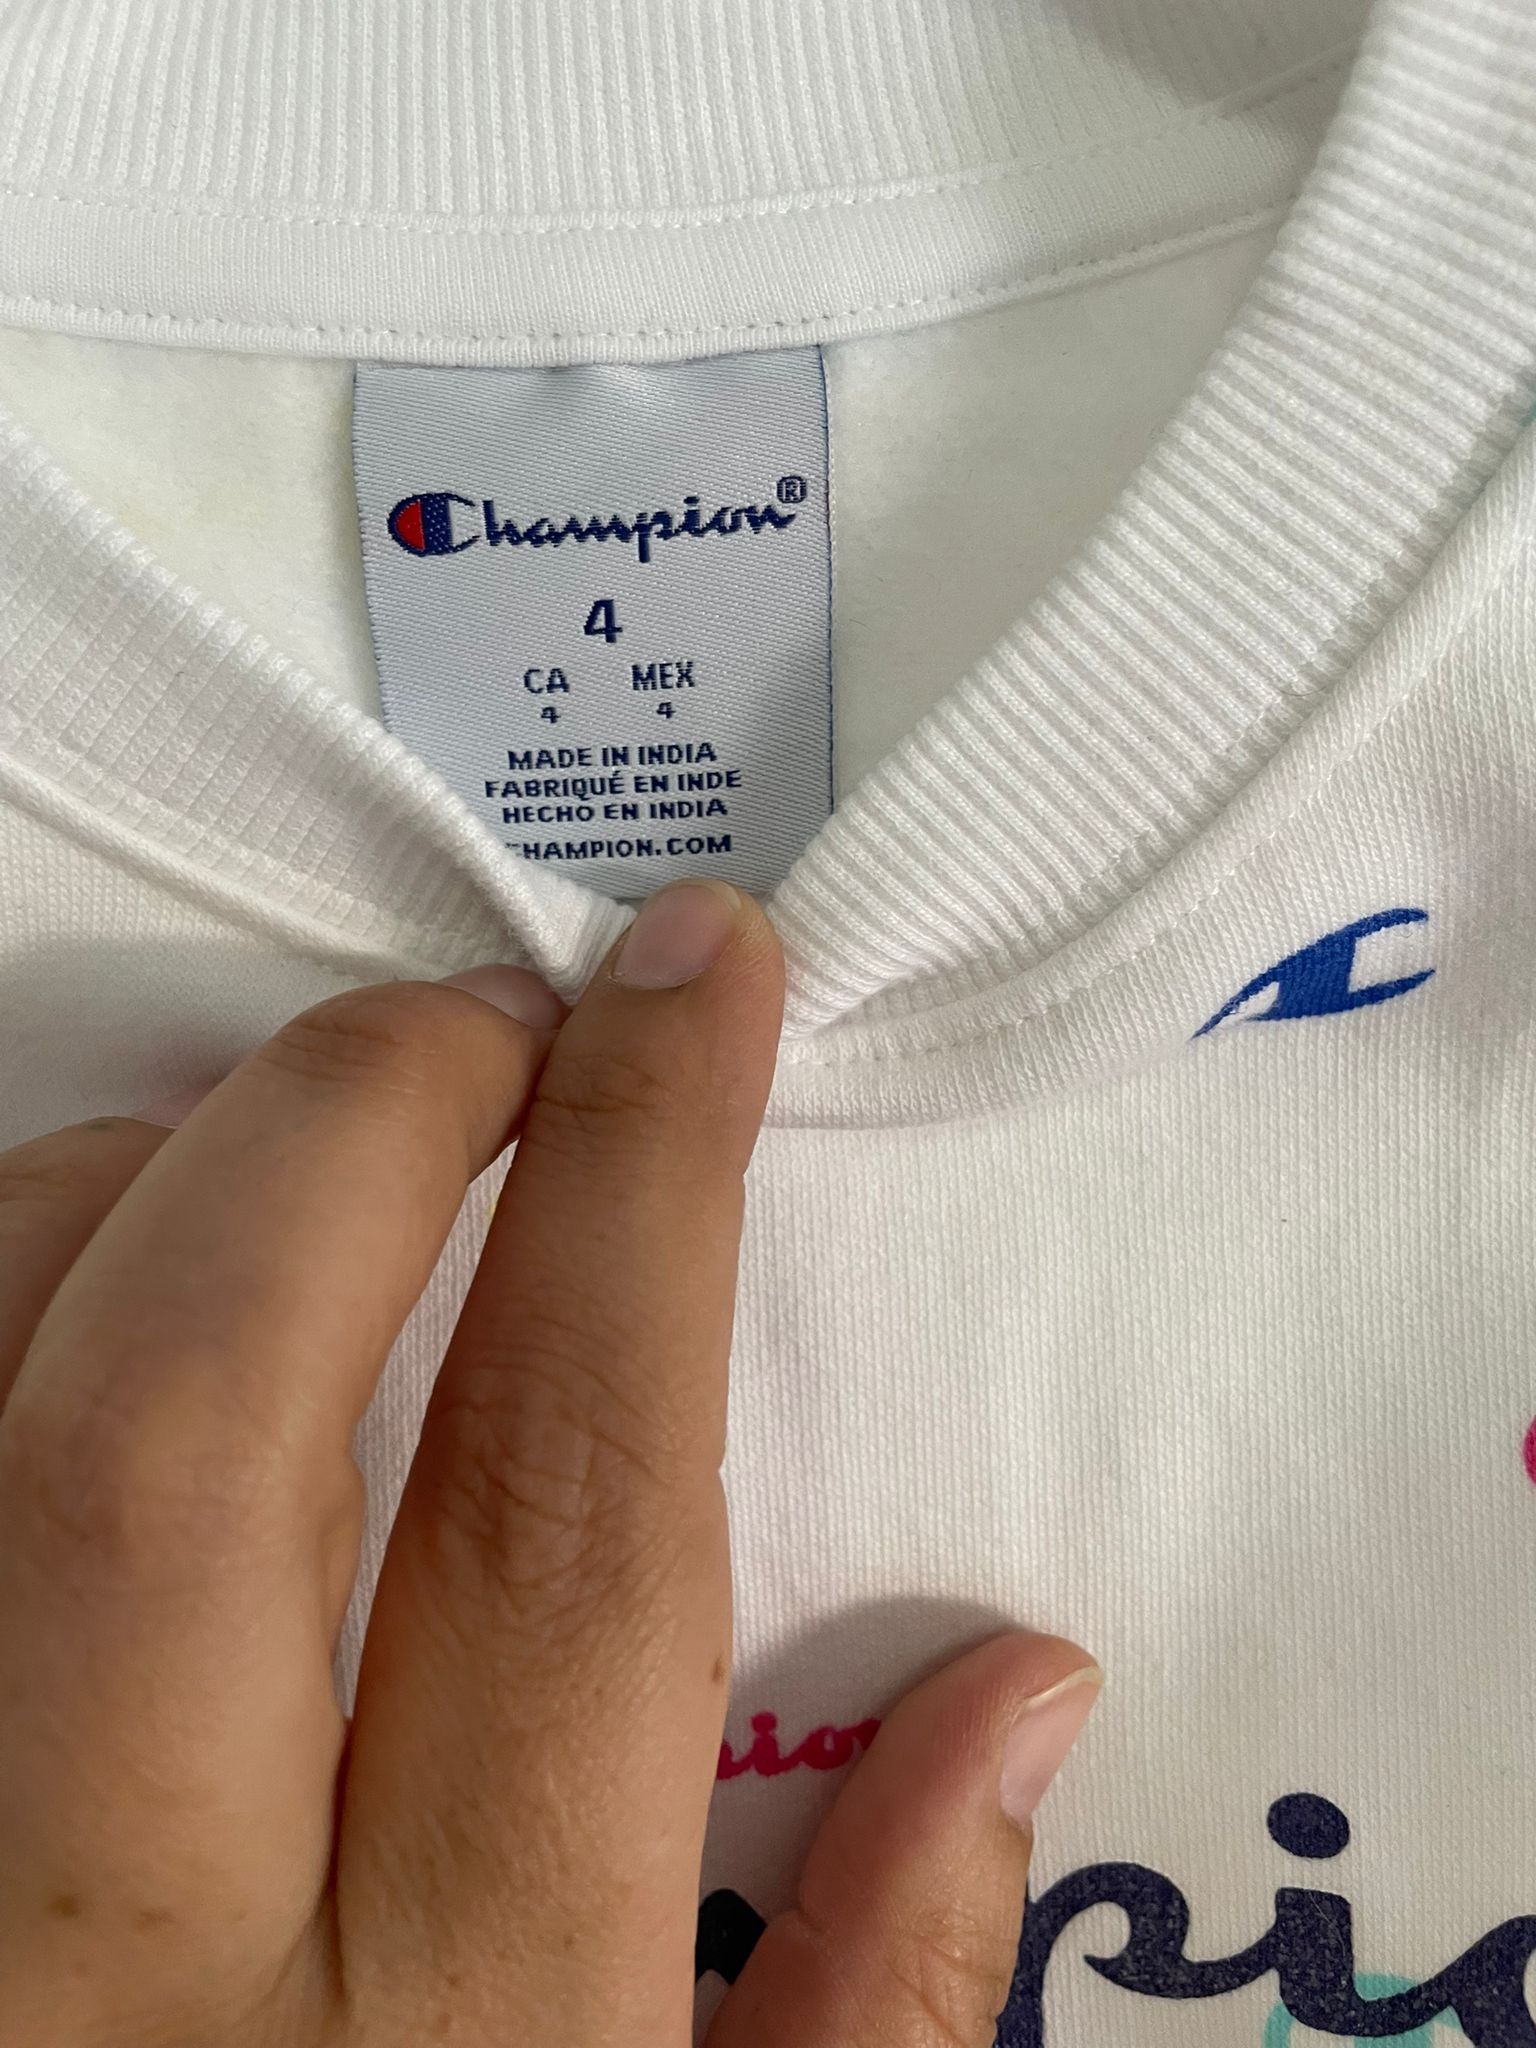 Champion®
4
CA MEX
4 4
MADE IN INDIA
FABRIQUÉ EN INDE
HECHO EN INDIA
CHAMPION.COM